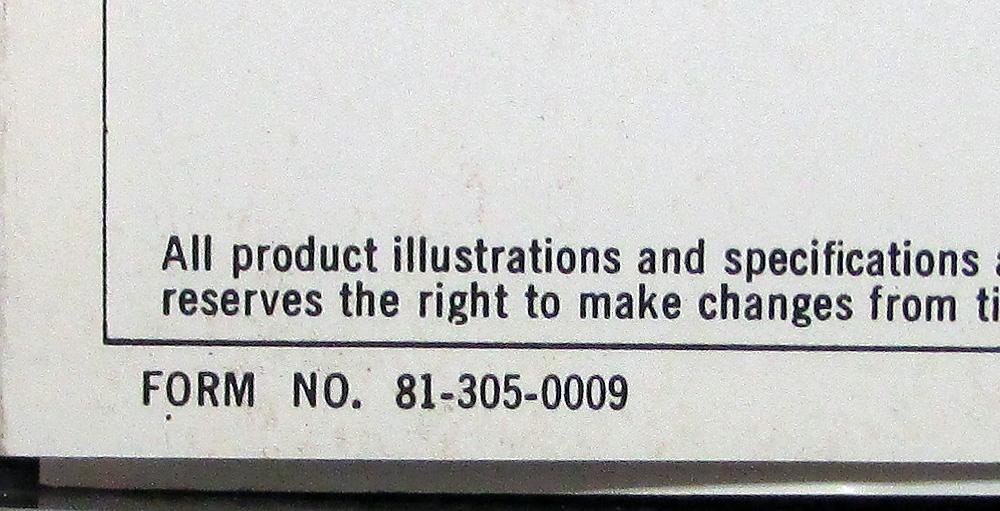 All product illustrations and specifications
reserves the right to make changes from
FORM NO. 81-305-0009